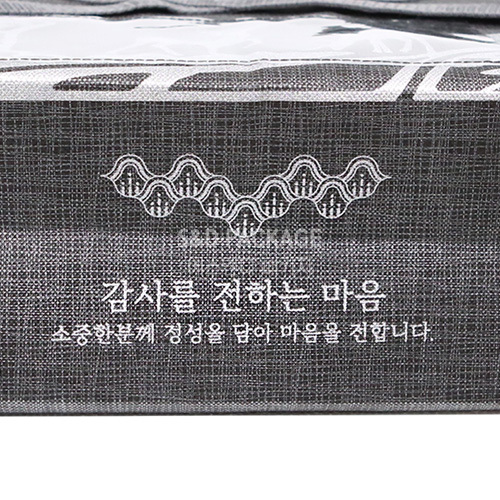 S&D PACKAGE
감사를 전하는 마음
소중한분께 정성을 담아 마음을 전합니다.